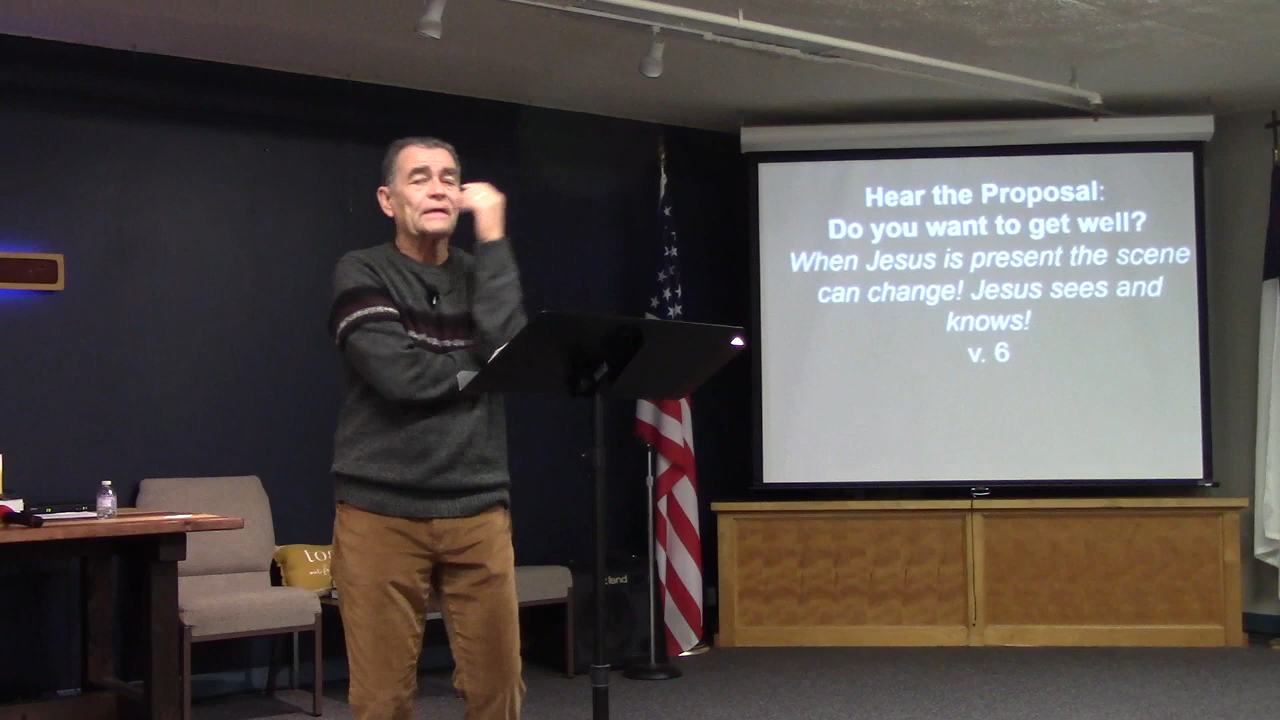 Hear the Proposal:
Do you want to get well?
When Jesus is present the scene
can change! Jesus sees and
knows!
v. 6